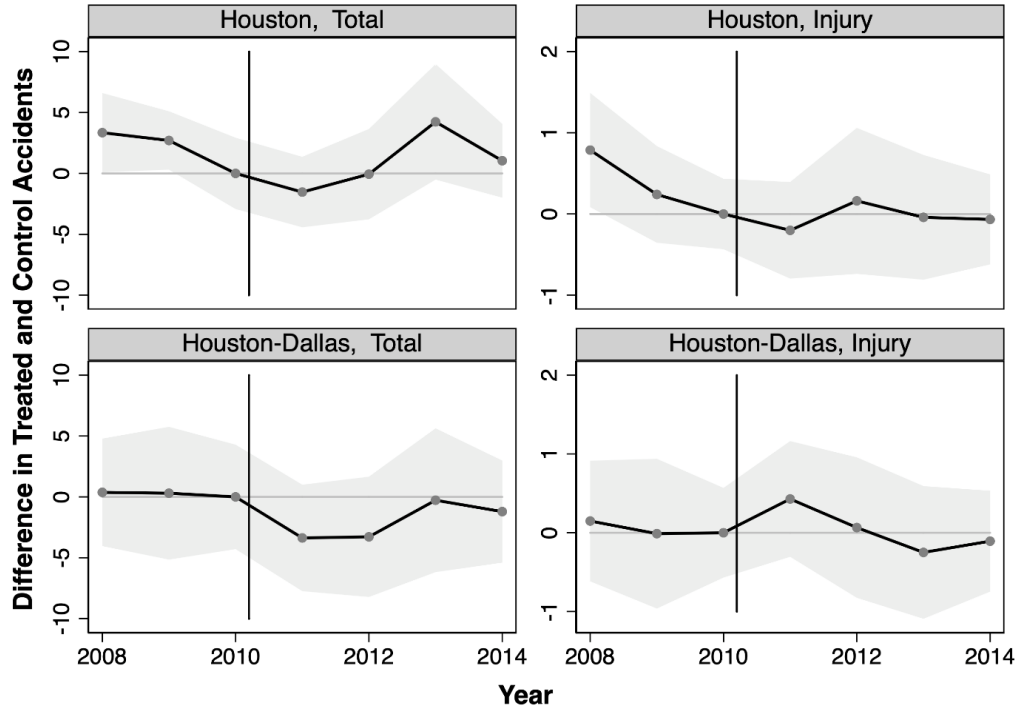 Houston, Total
Houston, Injury
10
5
0
-5
-10
2
1
0
-1
Houston-Dallas, Total
Houston-Dallas, Injury
10
5
0
-5
-10
2
1
0
-1
2008 2010 2012 2014
2008 2010 2012 2014
Difference in Treated and Control Accidents
Year